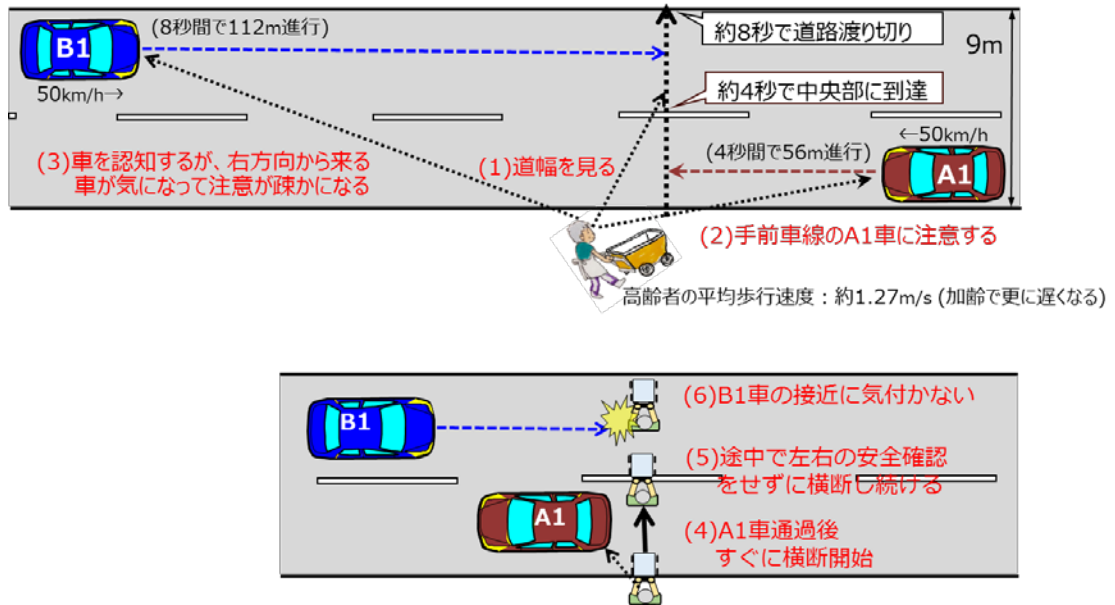 (8秒間で112m進行)
B1
50km/h→
約8秒で道路渡り切り
9m
約4秒で中央部に到達
←50km/h
(4秒間で56m進行)
A1
(3)車を認知するが、右方向から来る
車が気になって注意が疎かになる
(1)道幅を見る
(2)手前車線のA1車に注意する
高齢者の平均歩行速度：約1.27m/s (加齢で更に遅くなる)
B1
(6)B1車の接近に気付かない
(5)途中で左右の安全確認
をせずに横断し続ける
A1
(4)A1車通過後
すぐに横断開始